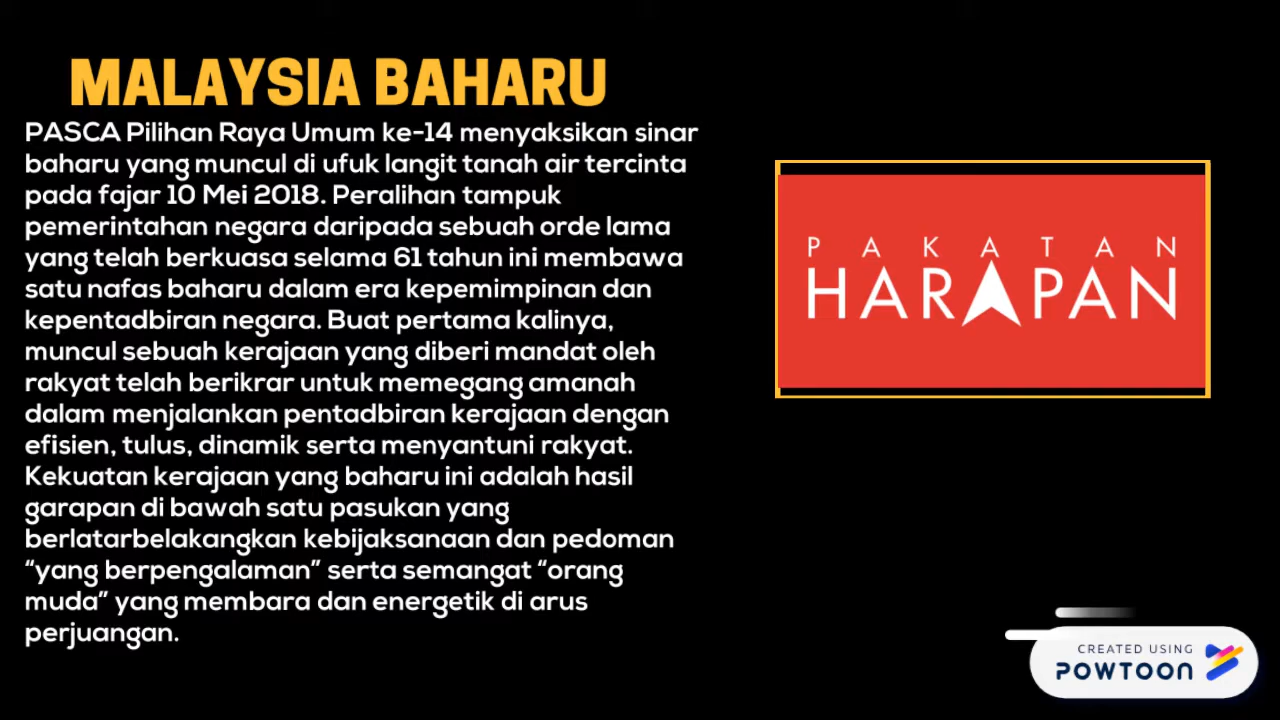 MALAYSIA BAHARU
PASCA Pilihan Raya Umum ke-14 menyaksikan sinar
baharu yang muncul di ufuk langit tanah air tercinta
pada fajar 10 Mei 2018. Peralihan tampuk
pemerintahan negara daripada sebuah orde lama
yang telah berkuasa selama 61 tahun ini membawa
satu nafas baharu dalam era kepemimpinan dan
kepentadbiran negara. Buat pertama kalinya,
muncul sebuah kerajaan yang diberi mandat oleh
rakyat telah berikrar untuk memegang amanah
dalam menjalankan pentadbiran kerajaan dengan
efisien, tulus, dinamik serta menyantuni rakyat.
Kekuatan kerajaan yang baharu ini adalah hasil
garapan di bawah satu pasukan yang
berlatarbelakangkan kebijaksanaan dan pedoman
“yang berpengalaman” serta semangat “orang
muda” yang membara dan energetik di arus
perjuangan.
PAKATAN
HARAPAN
CREATED USING
POWTOON